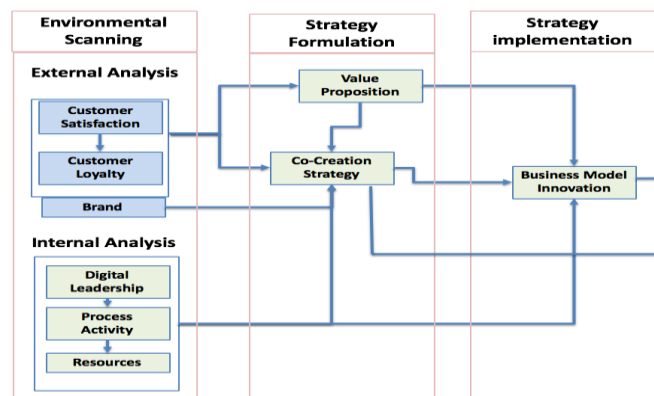 Environmental
Scanning
Strategy
Formulation
Strategy
implementation
External Analysis
Customer
Satisfaction
Customer
Loyalty
Brand
Value
Proposition
Co-Creation
Strategy
Business Model
Innovation
Internal Analysis
Digital
Leadership
Process
Activity
Resources